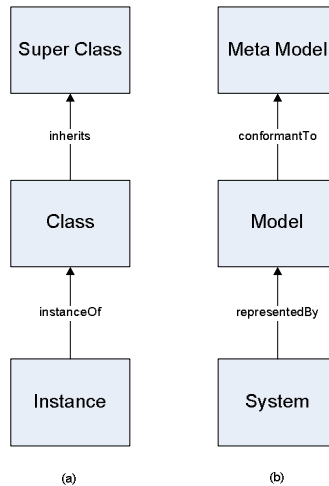 Super Class
inherits
Class
instanceOf
Instance
(a)
Meta Model
conformantTo
Model
representedBy
System
(b)